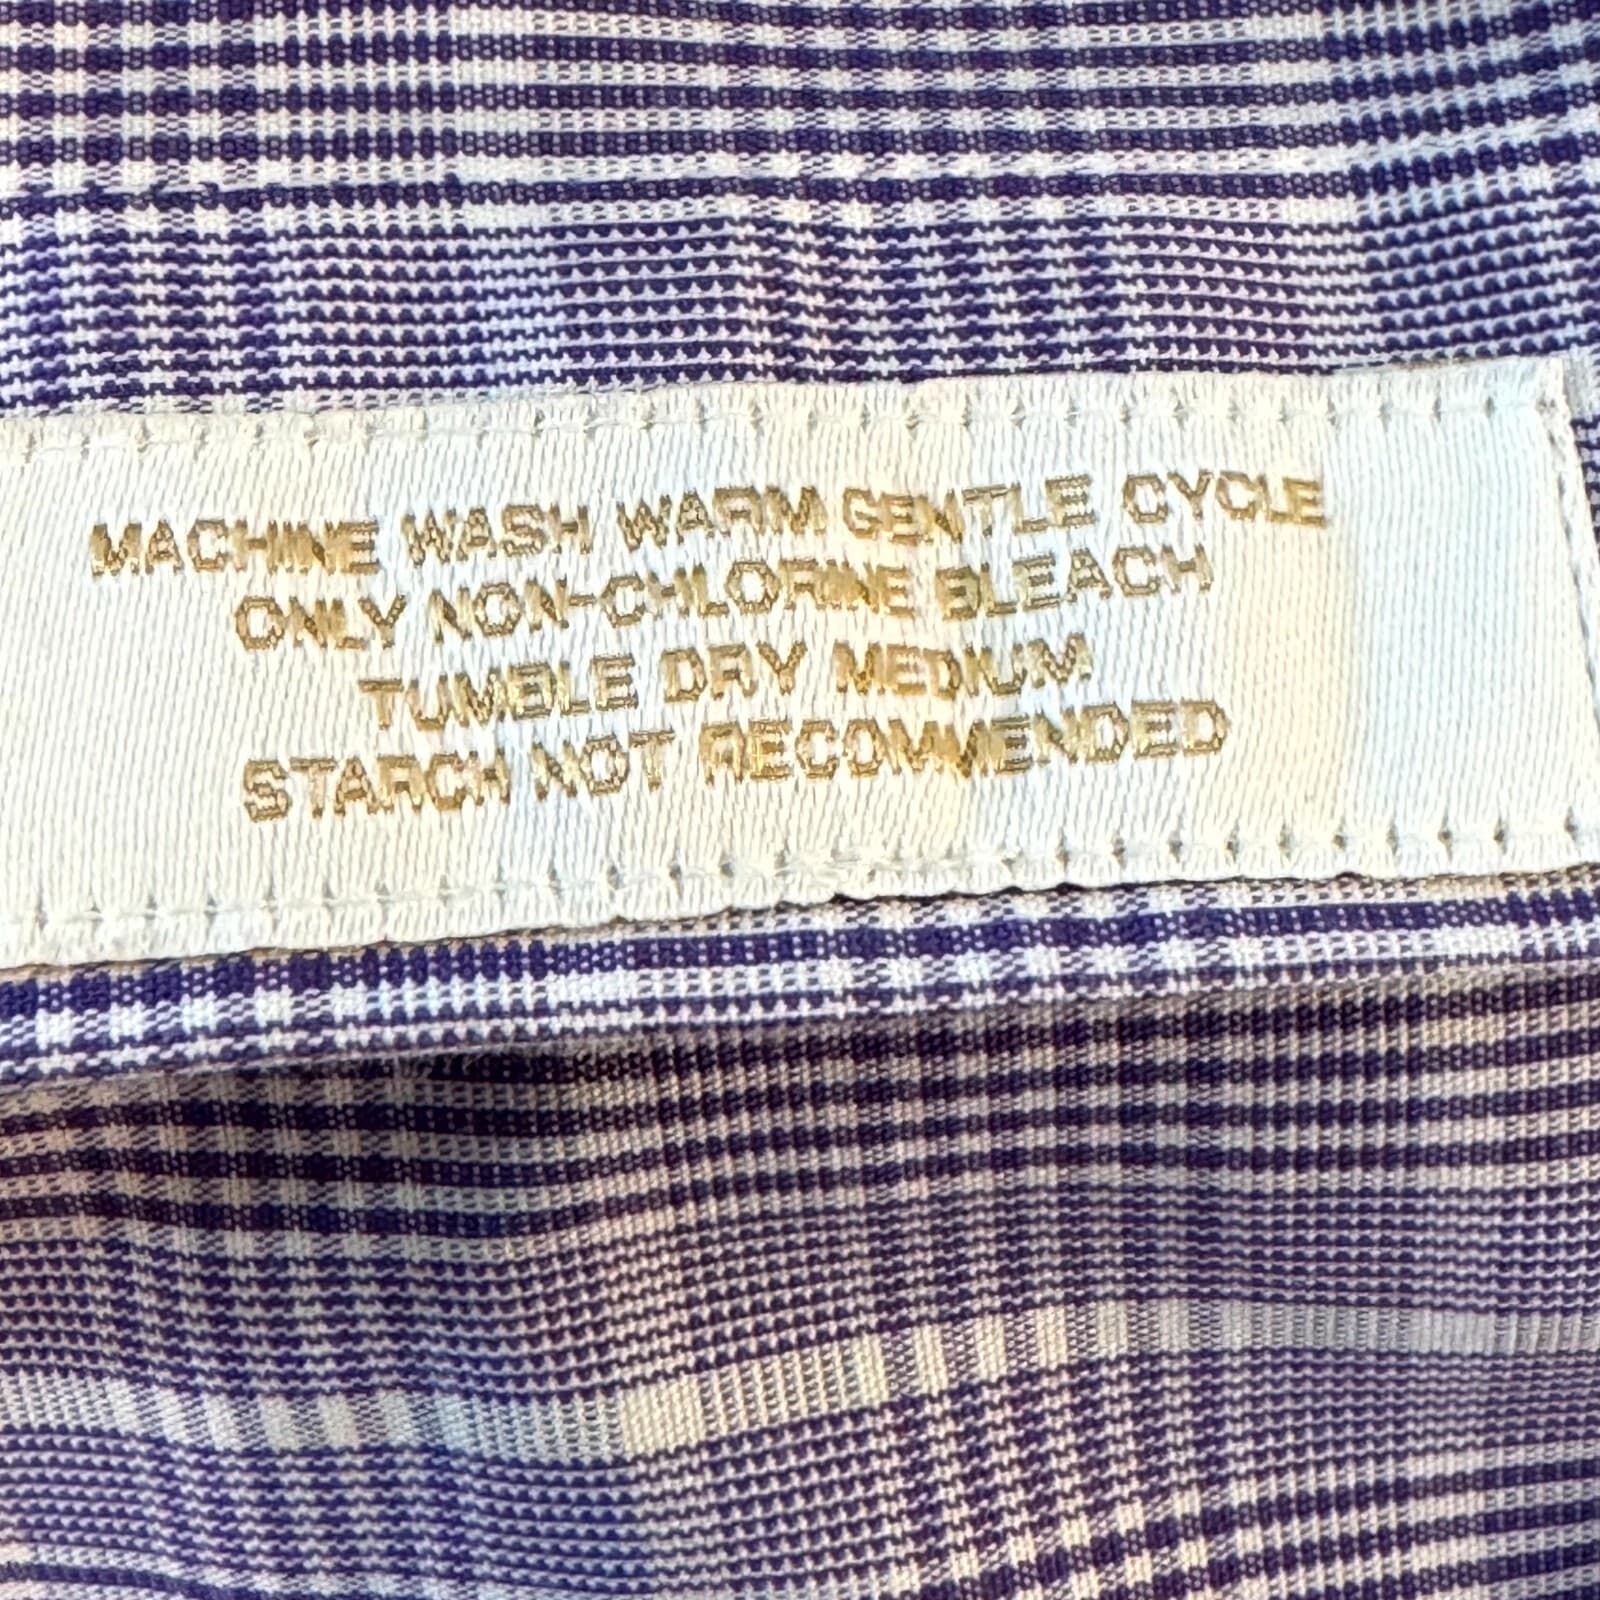 MACHINE WASH WARM GENTLE CYCLE
ONLY NON-CHLORINE BLEACH
TUMBLE DRY MEDIUM
STARCH NOT RECOMMENDED